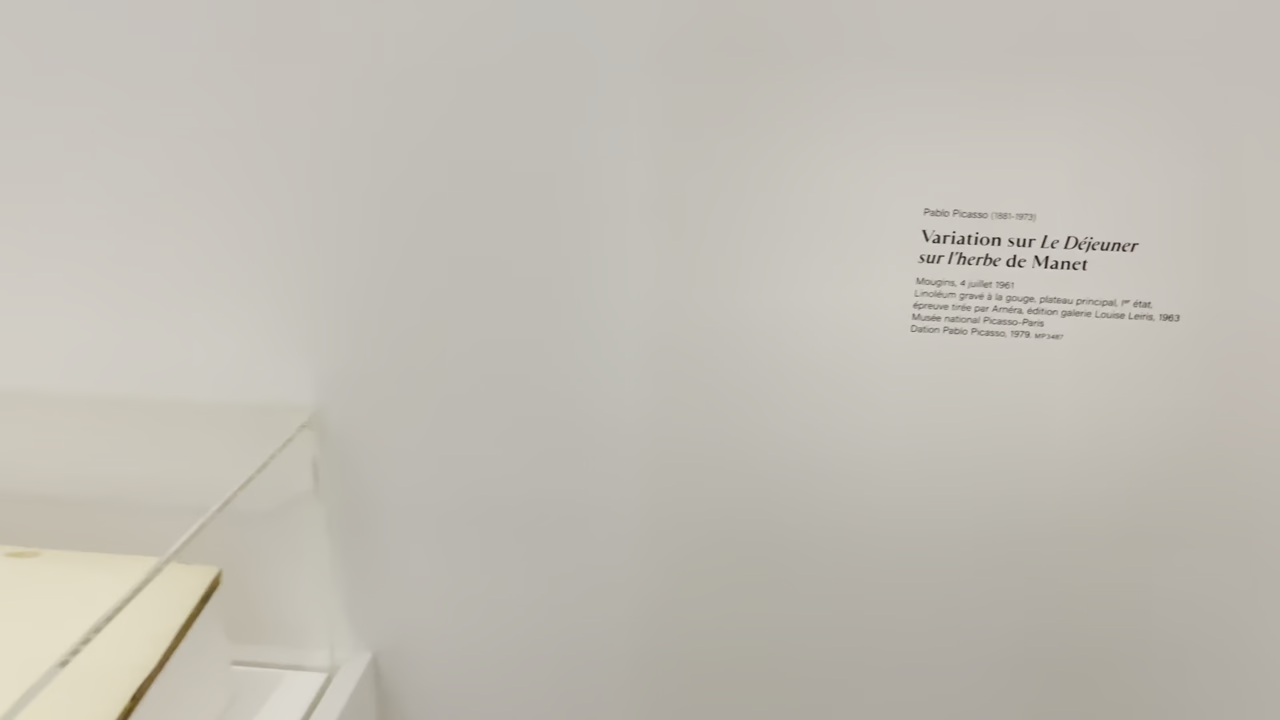 Pablo Picasso (1881-1973)
Variation sur Le Déjeuner
sur l'herbe de Manet
Mougins, 4 juillet 1961
Linoléum gravé à la gouge, plateau principal, Iᵉʳ état,
épreuve tirée par Arnéra, édition galerie Louise Leiris, 1963
Musée national Picasso-Paris
Dation Pablo Picasso, 1979. MP3487